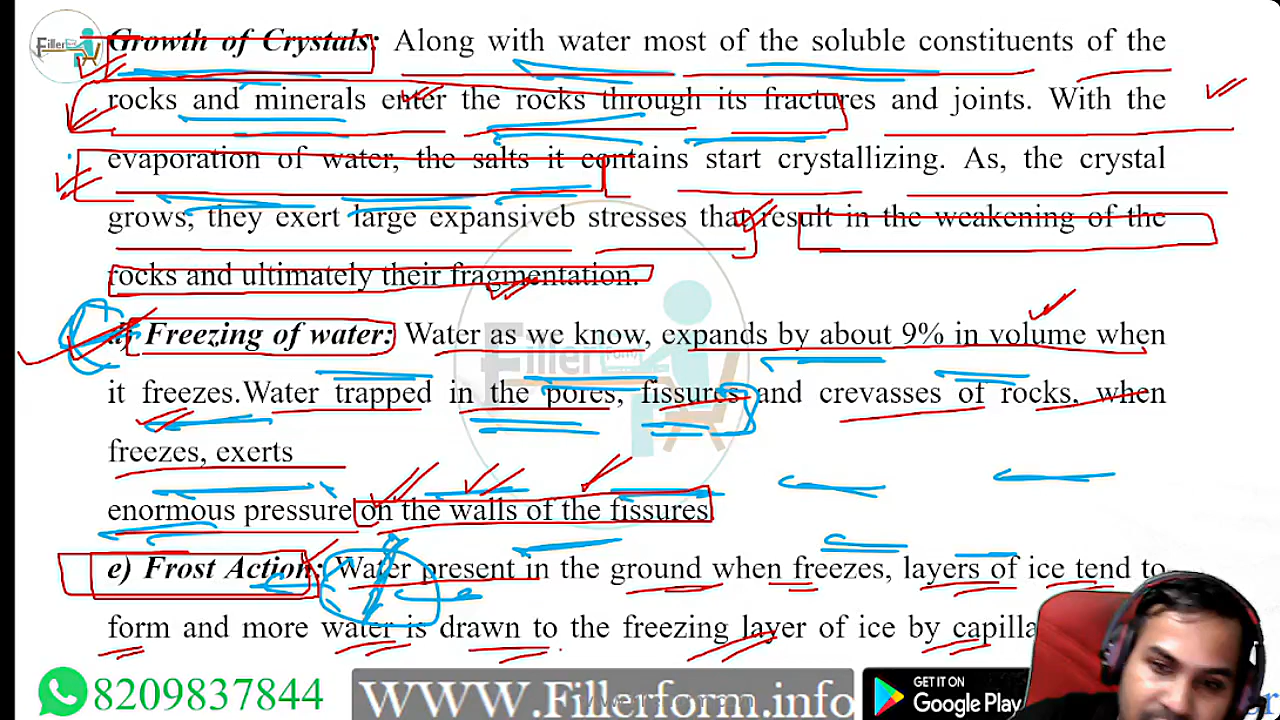 Growth of Crystals: Along with water most of the soluble constituents of the
rocks and minerals enter the rocks through its fractures and joints. With the
evaporation of water, the salts it contains start crystallizing. As, the crystal
grows, they exert large expansiveb stresses that result in the weakening of the
rocks and ultimately their fragmentation.
d) Freezing of water: Water as we know, expands by about 9% in volume when
it freezes.Water trapped in the pores, fissures and crevasses of rocks, when
freezes, exerts
enormous pressure on the walls of the fissures
e) Frost Action: Water present in the ground when freezes, layers of ice tend to
form and more water is drawn to the freezing layer of ice by
8209837844
WWW.Fillerform.info
GET IT ON
Google Play